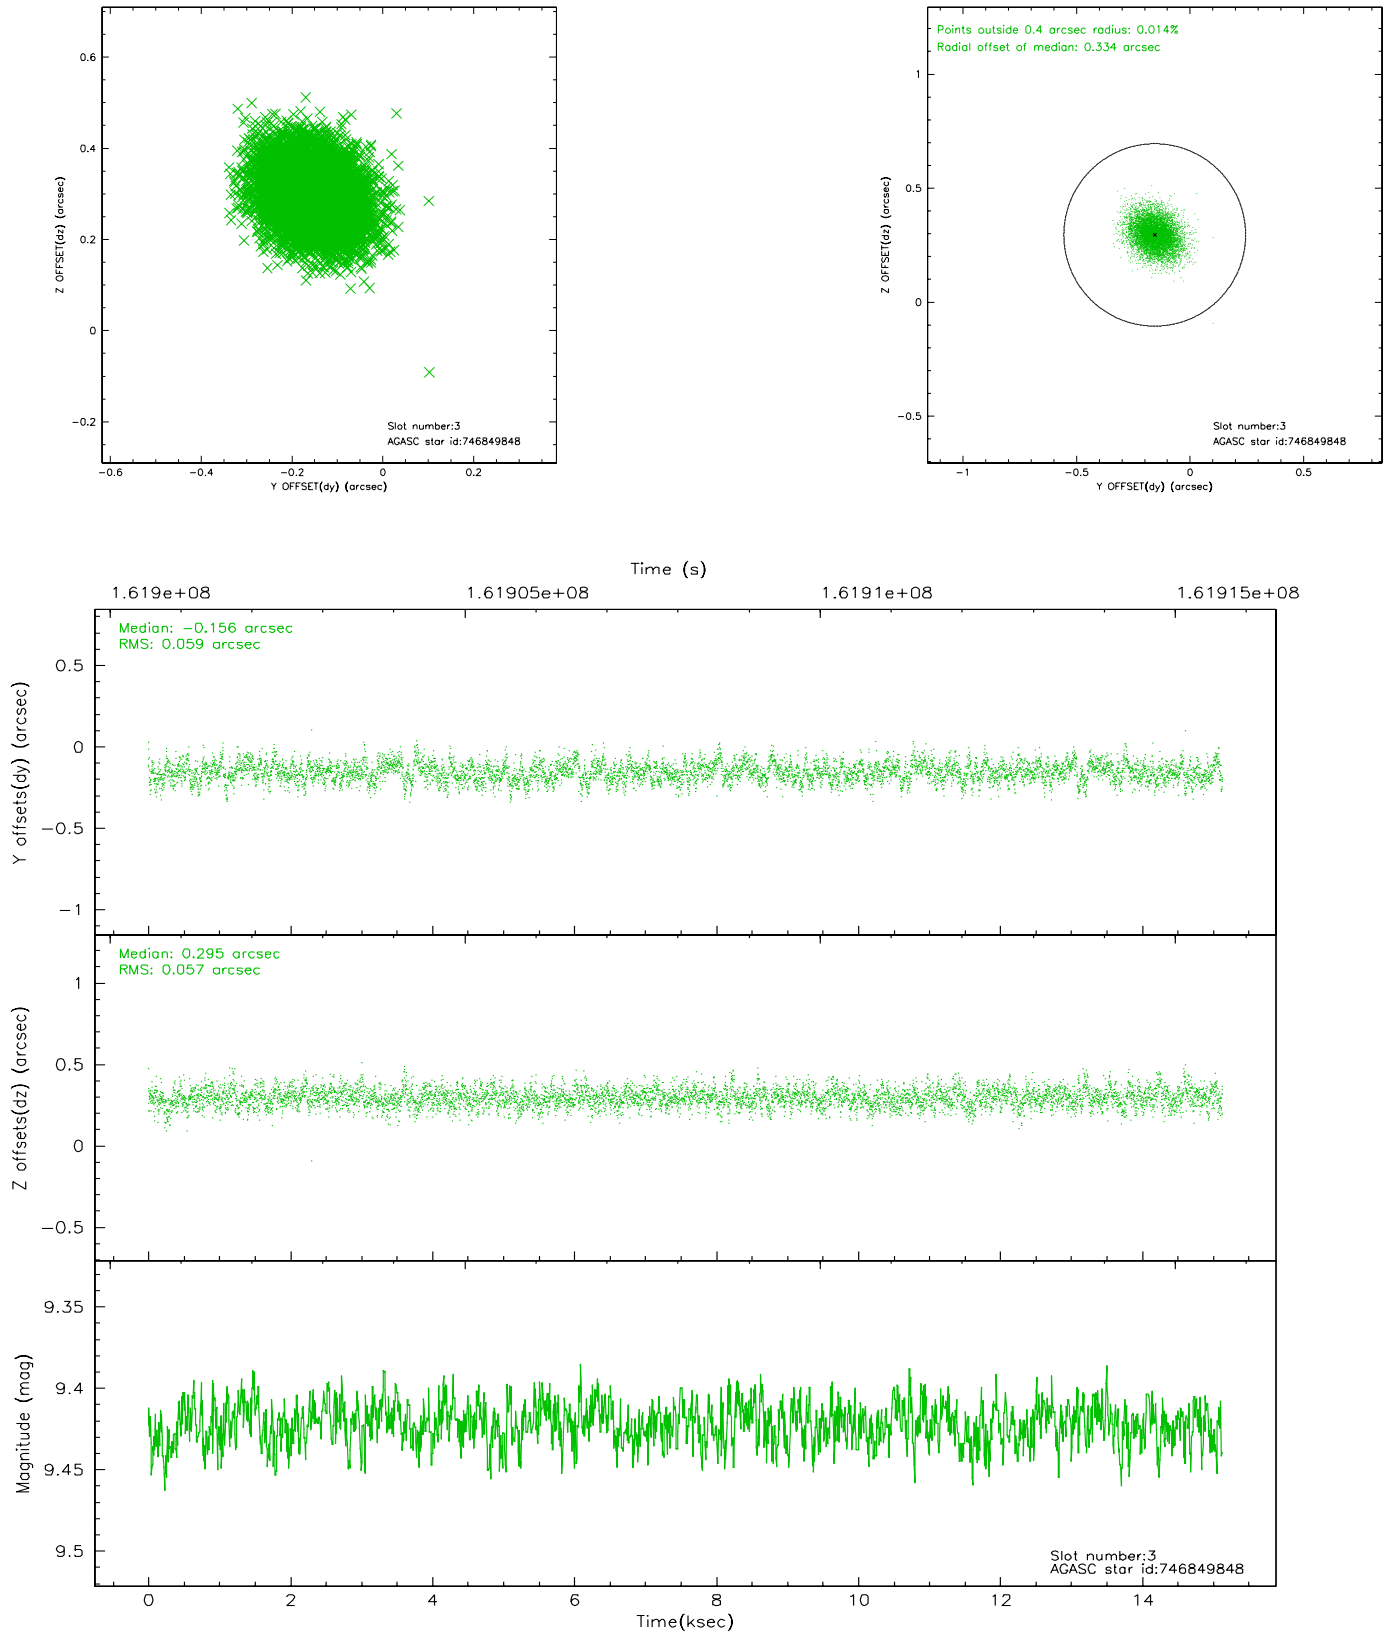 0.6
0.4
0.2
0
−0.2
−0.6
−0.4
−0.2
0
0.2
Z OFFSET(dz) (arcsec)
Y OFFSET(dy) (arcsec)
Slot number:3
AGASC star id:746849848
Points outside 0.4 arcsec radius: 0.014%
Radial offset of median: 0.334 arcsec
1
0.5
0
−0.5
−1
−0.5
0
0.5
Z OFFSET(dz) (arcsec)
Y OFFSET(dy) (arcsec)
Slot number:3
AGASC star id:746849848
Time (s)
1.619e+08
1.61905e+08
1.6191e+08
1.61915e+08
Median: −0.156 arcsec
RMS: 0.059 arcsec
0.5
0
−0.5
−1
Y offsets(dy) (arcsec)
Median: 0.295 arcsec
RMS: 0.057 arcsec
1
0.5
0
−0.5
Z offsets(dz) (arcsec)
9.35
9.4
9.45
9.5
Magnitude (mag)
Slot number:3
AGASC star id:746849848
0
2
4
6
8
10
12
14
Time(ksec)